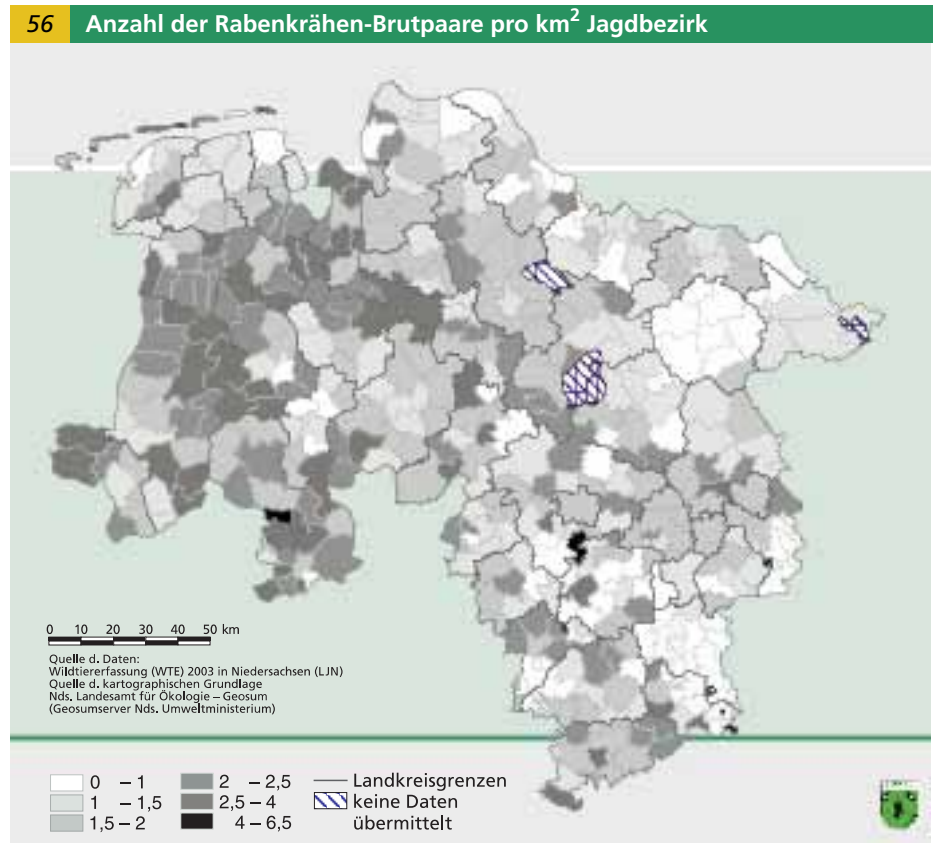 56 Anzahl der Rabenkrähen-Brutpaare pro km² Jagdbezirk
0 10 20 30 40 50 km
Quelle d. Daten:
Wildtiererfassung (WTE) 2003 in Niedersachsen (LJN)
Quelle d. kartographischen Grundlage
Nds. Landesamt für Ökologie – Geosum
(Geosumserver Nds. Umweltministerium)
0 – 1
1 – 1,5
1,5 – 2
2 – 2,5
2,5 – 4
4 – 6,5
Landkreisgrenzen
keine Daten
übermittelt